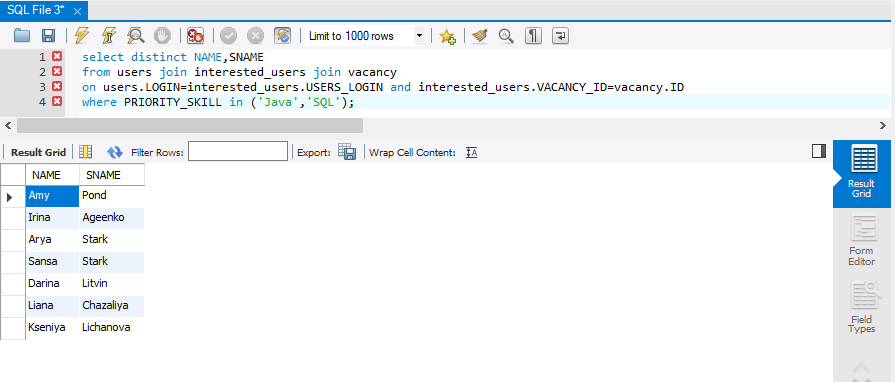 SQL File 3*
Limit to 1000 rows
1 select distinct NAME,SNAME
2 from users join interested_users join vacancy
3 on users.LOGIN=interested_users.USERS_LOGIN and interested_users.VACANCY_ID=vacancy.ID
4 where PRIORITY_SKILL in ('Java','SQL');
Result Grid Filter Rows: Export: Wrap Cell Content:
NAME SNAME
Amy Pond
Irina Ageenko
Arya Stark
Sansa Stark
Darina Litvin
Liana Chazaliya
Kseniya Lichanova
Result
Grid
Form
Editor
Field
Types